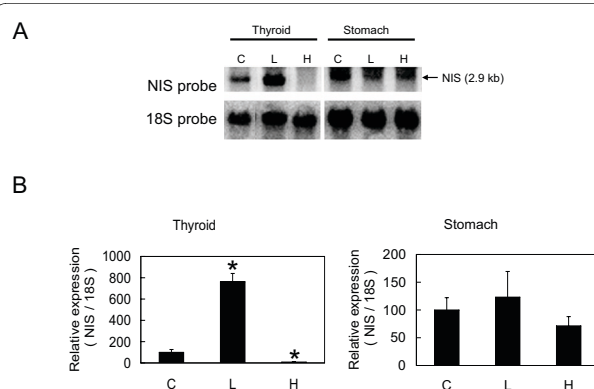 A
Thyroid Stomach
C L H C L H
NIS probe
NIS (2.9 kb)
18S probe
B
Thyroid
Relative expression
( NIS / 18S )
1000
800
600
400
200
0
*
*
C L H
Stomach
Relative expression
( NIS / 18S )
200
150
100
50
0
C L H